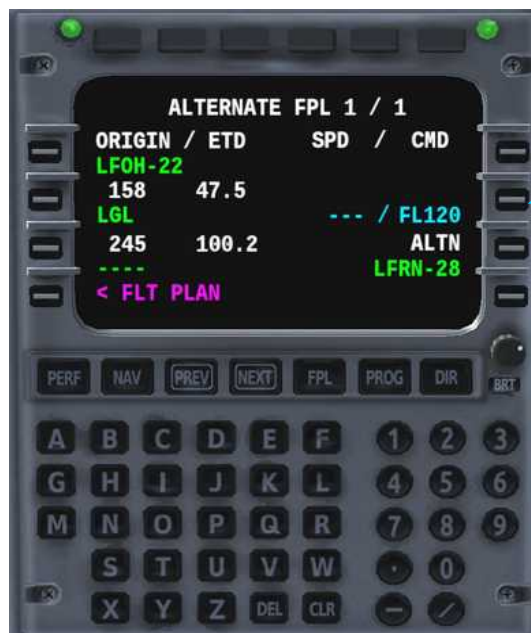 ALTERNATE FPL 1 / 1
ORIGIN / ETD SPD / CMD
LFOH-22
158 47.5
LGL --- / FL120
245 100.2 ALTN
---- LFRN-28
< FLT PLAN
PERF NAV PREV NEXT FPL PROG DIR BRT
A B C D E F 1 2 3
G H I J K L 4 5 6
M N O P Q R 7 8 9
S T U V W · 0
X Y Z DEL CLR - /